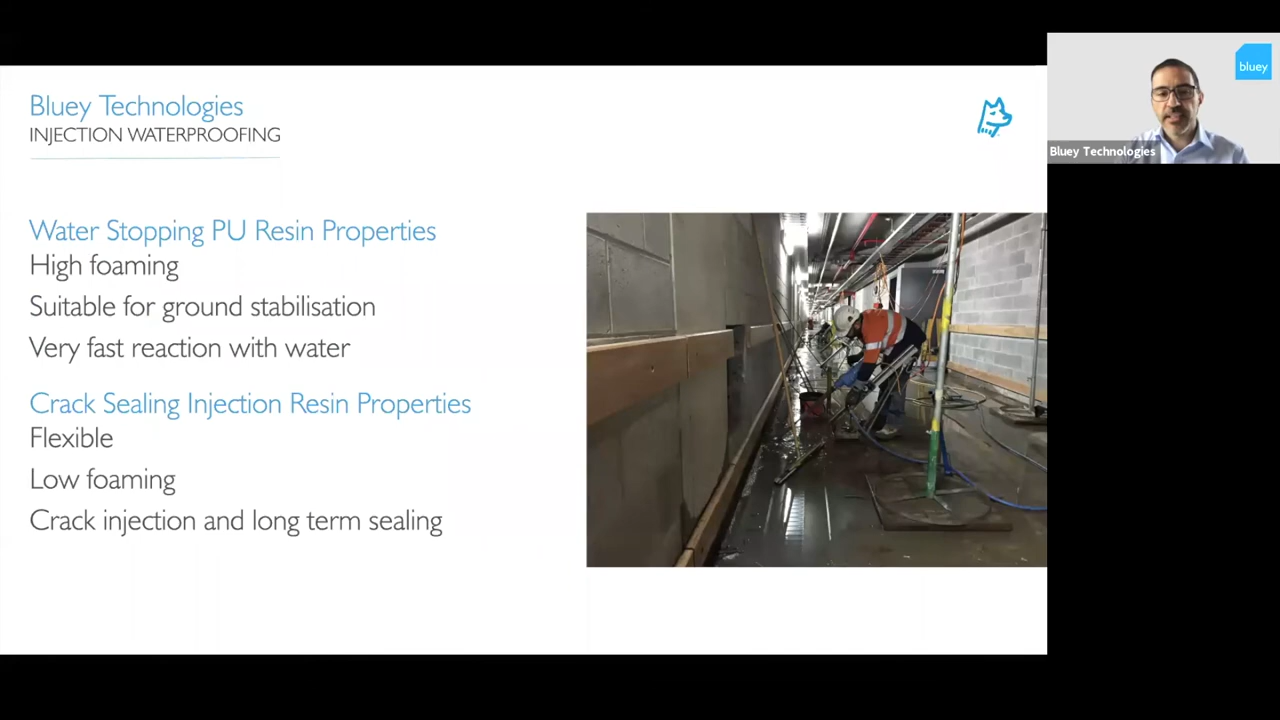 Bluey Technologies
INJECTION WATERPROOFING
Water Stopping PU Resin Properties
High foaming
Suitable for ground stabilisation
Very fast reaction with water
Crack Sealing Injection Resin Properties
Flexible
Low foaming
Crack injection and long term sealing
bluey
Bluey Technologies